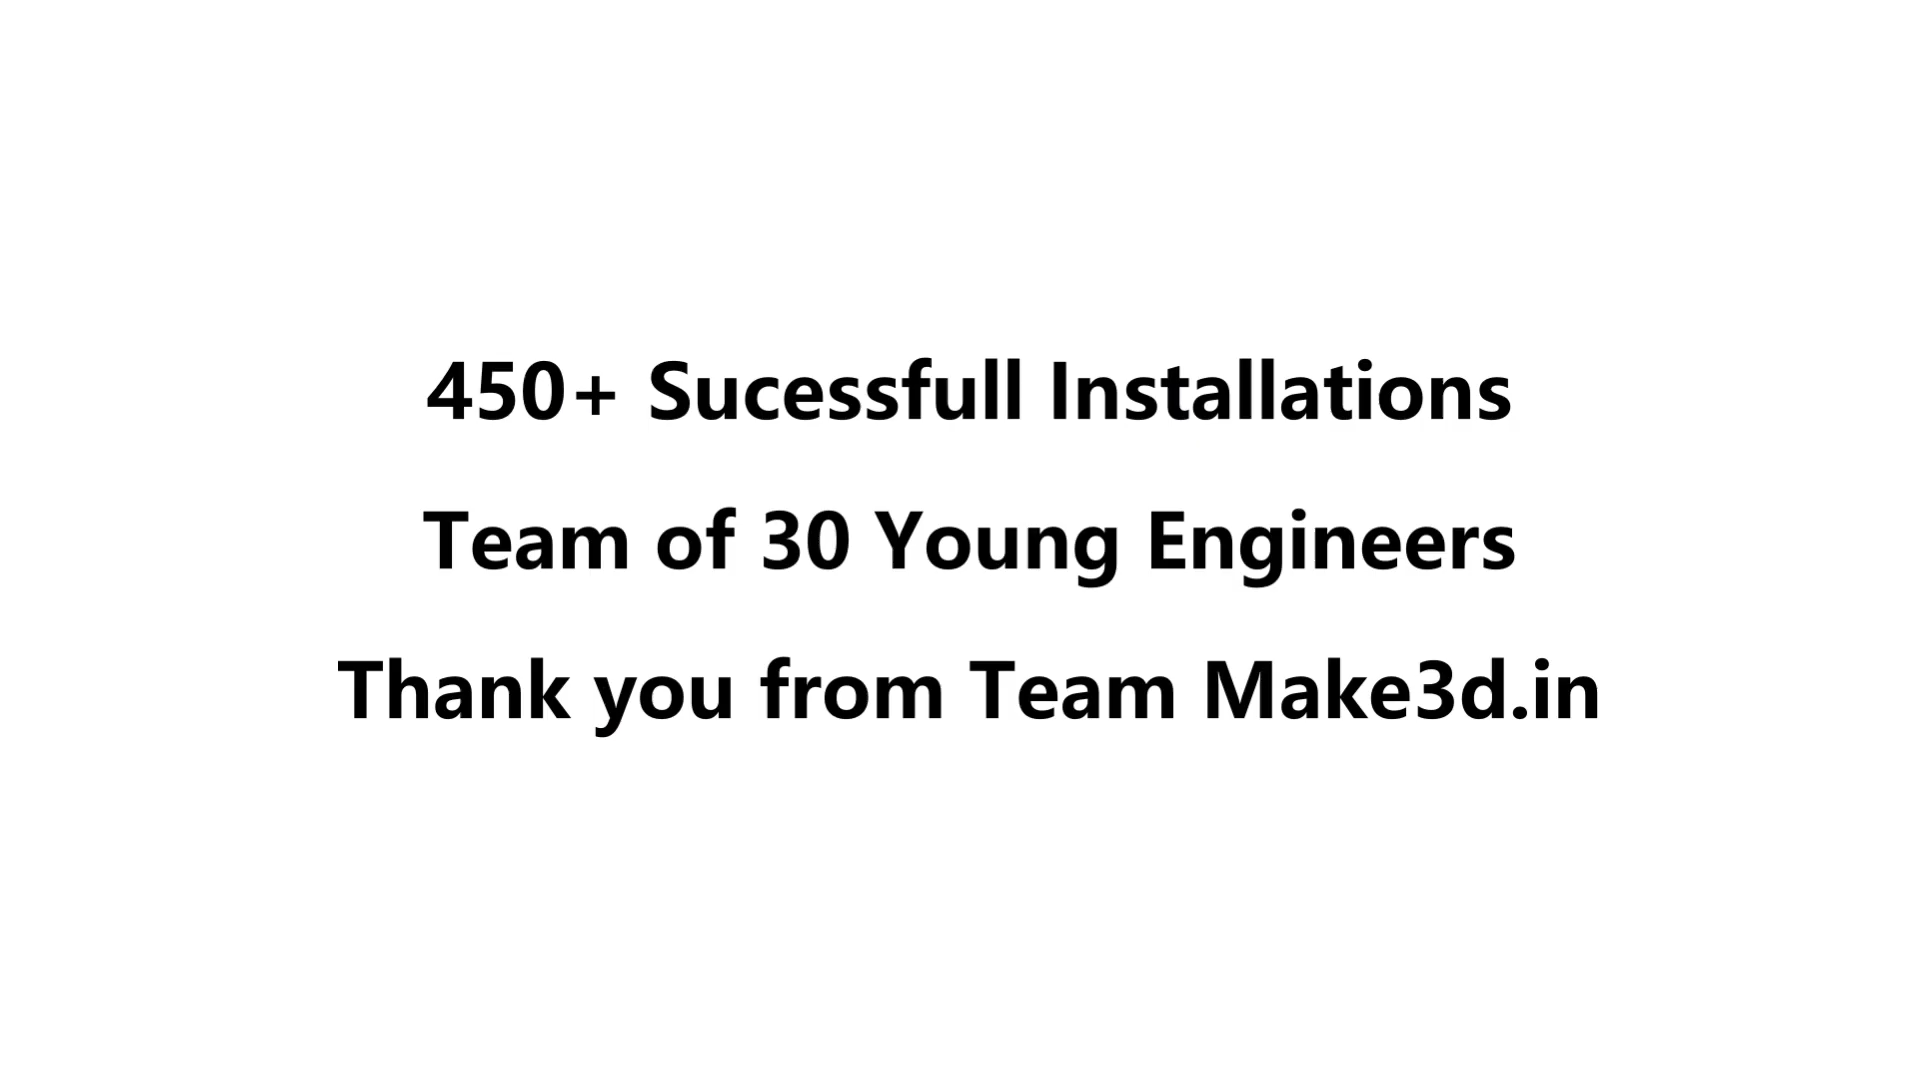 450+ Sucessfull Installations
Team of 30 Young Engineers
Thank you from Team Make3d.in